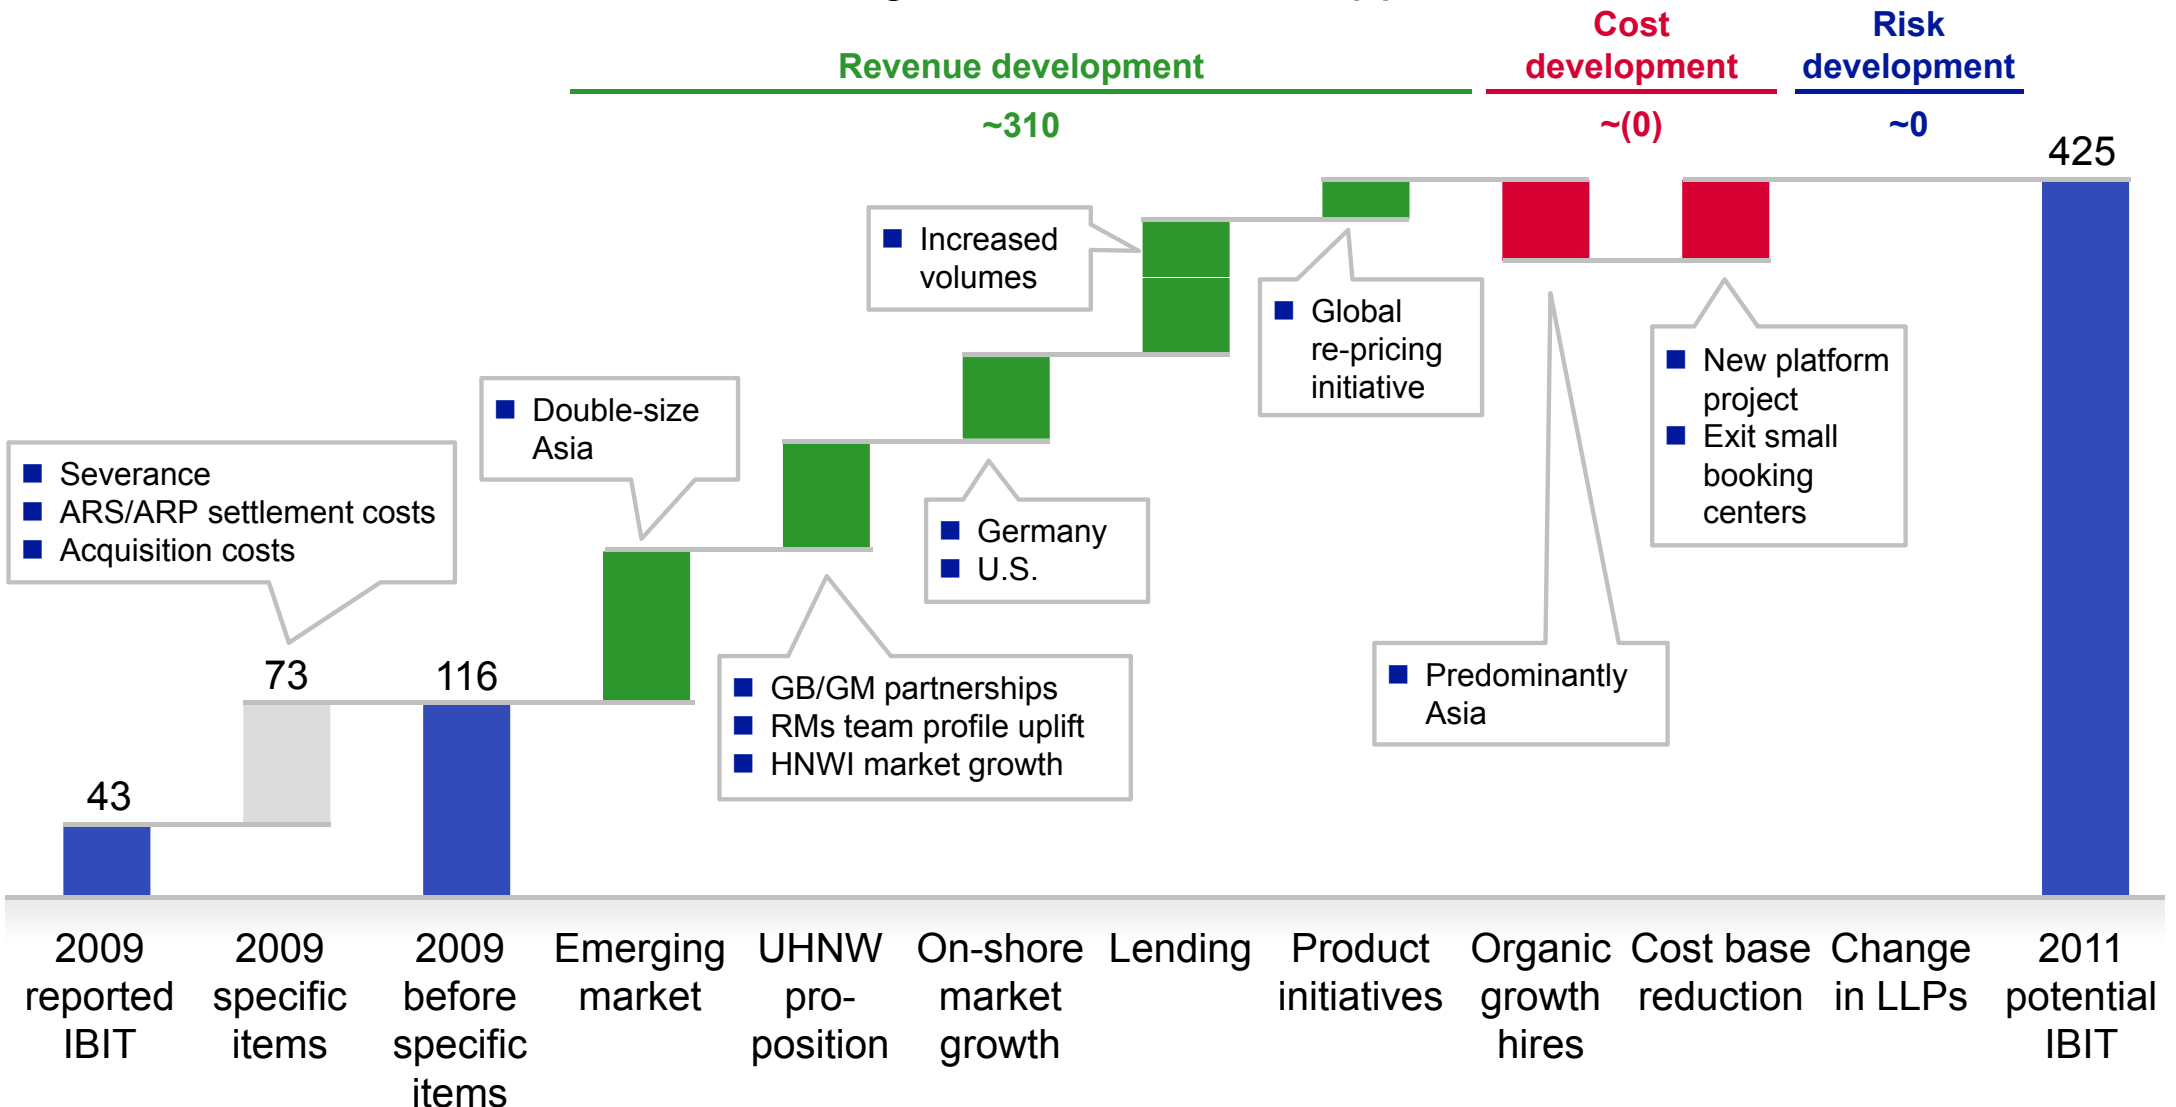 Revenue development
~310
Cost
development
~(0)
Risk
development
~0
425
Increased
volumes
Global
re-pricing
initiative
New platform
project
Exit small
booking
centers
Double-size
Asia
Severance
ARS/ARP settlement costs
Acquisition costs
Germany
U.S.
GB/GM partnerships
RMs team profile uplift
HNWI market growth
Predominantly
Asia
73
116
43
2009
reported
IBIT
2009
specific
items
2009
before
specific
items
Emerging
market
UHNW
pro-
position
On-shore
market
growth
Lending
Product
initiatives
Organic
growth
hires
Cost base
reduction
Change
in LLPs
2011
potential
IBIT